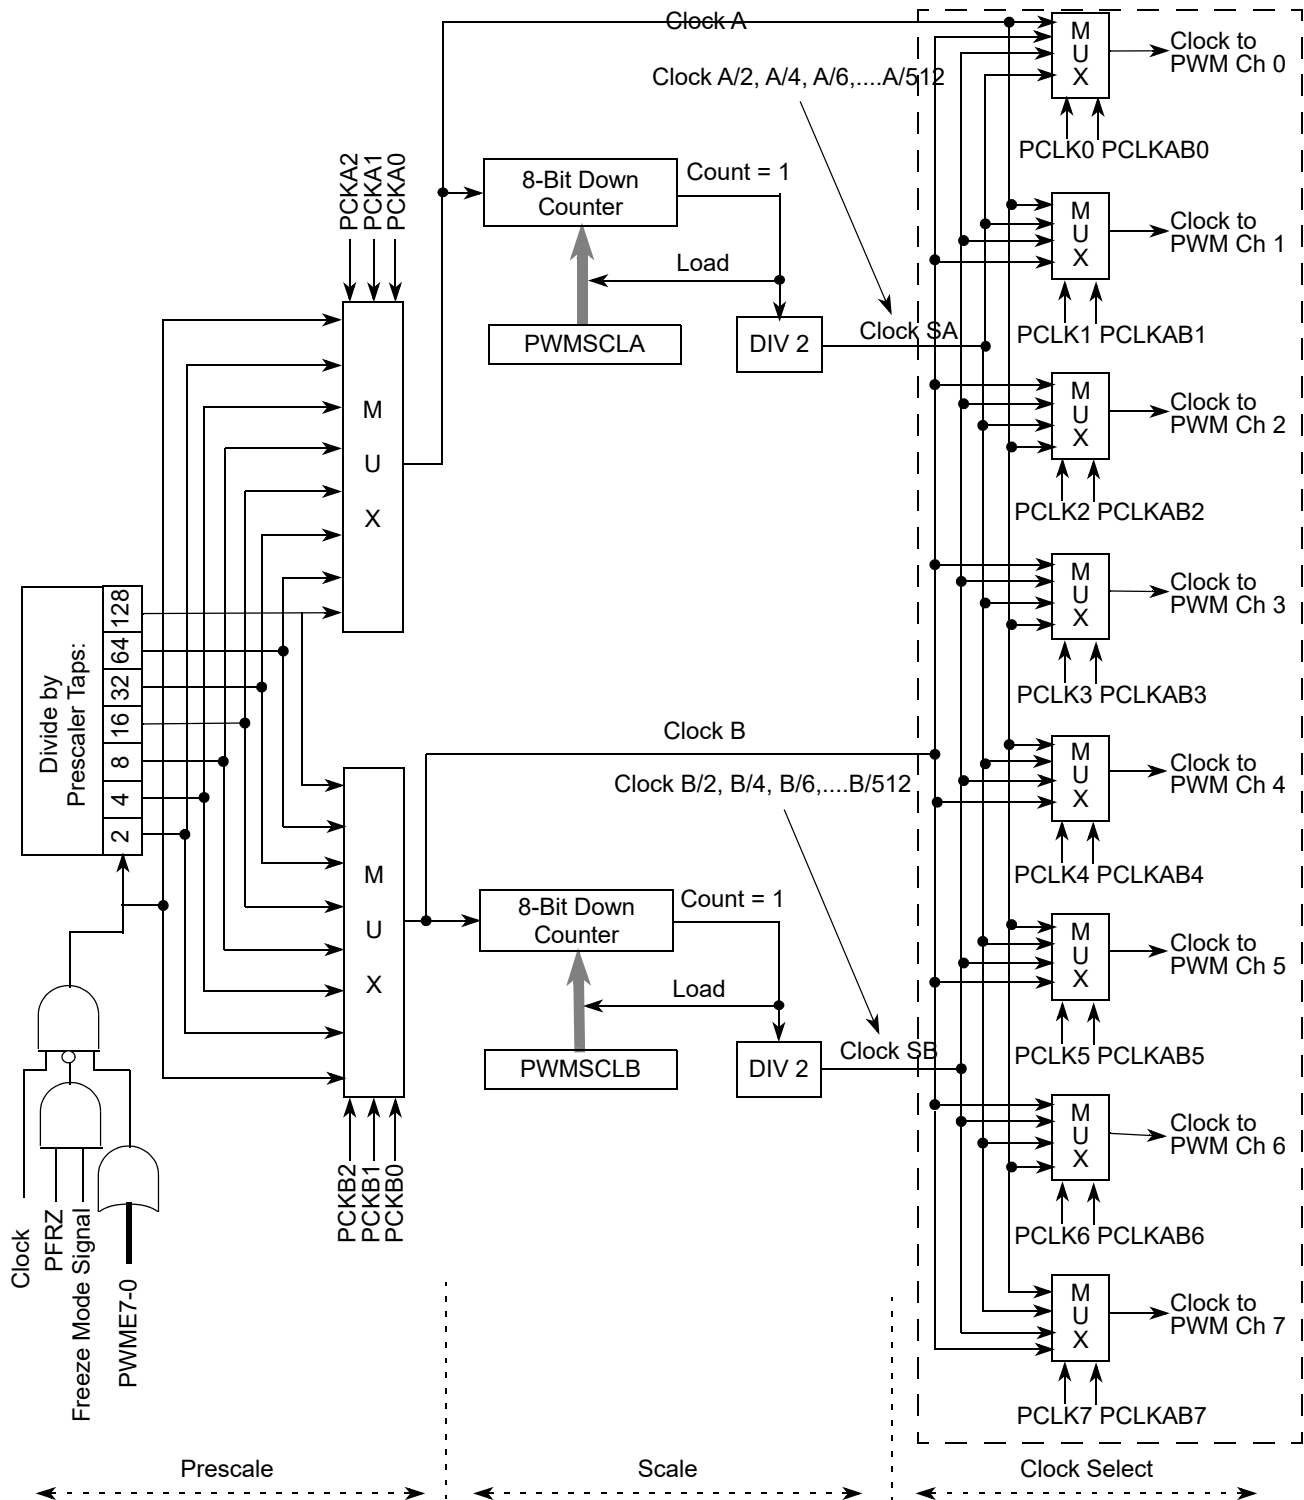 Clock A
Clock A/2, A/4, A/6,....A/512
PCKA2
PCKA1
PCKA0
8-Bit Down
Counter
Count = 1
Load
PWMSCLA
DIV 2
Clock SA
M
U
X
Divide by
Prescaler Taps:
128
64
32
16
8
4
2
Clock B
Clock B/2, B/4, B/6,....B/512
M
U
X
8-Bit Down
Counter
Count = 1
Load
PWMSCLB
DIV 2
Clock SB
PCKB2
PCKB1
PCKB0
Clock
PFRZ
Freeze Mode Signal
PWME7-0
M
U
X
Clock to
PWM Ch 0
PCLK0 PCLKAB0
M
U
X
Clock to
PWM Ch 1
PCLK1 PCLKAB1
M
U
X
Clock to
PWM Ch 2
PCLK2 PCLKAB2
M
U
X
Clock to
PWM Ch 3
PCLK3 PCLKAB3
M
U
X
Clock to
PWM Ch 4
PCLK4 PCLKAB4
M
U
X
Clock to
PWM Ch 5
PCLK5 PCLKAB5
M
U
X
Clock to
PWM Ch 6
PCLK6 PCLKAB6
M
U
X
Clock to
PWM Ch 7
PCLK7 PCLKAB7
Prescale
Scale
Clock Select